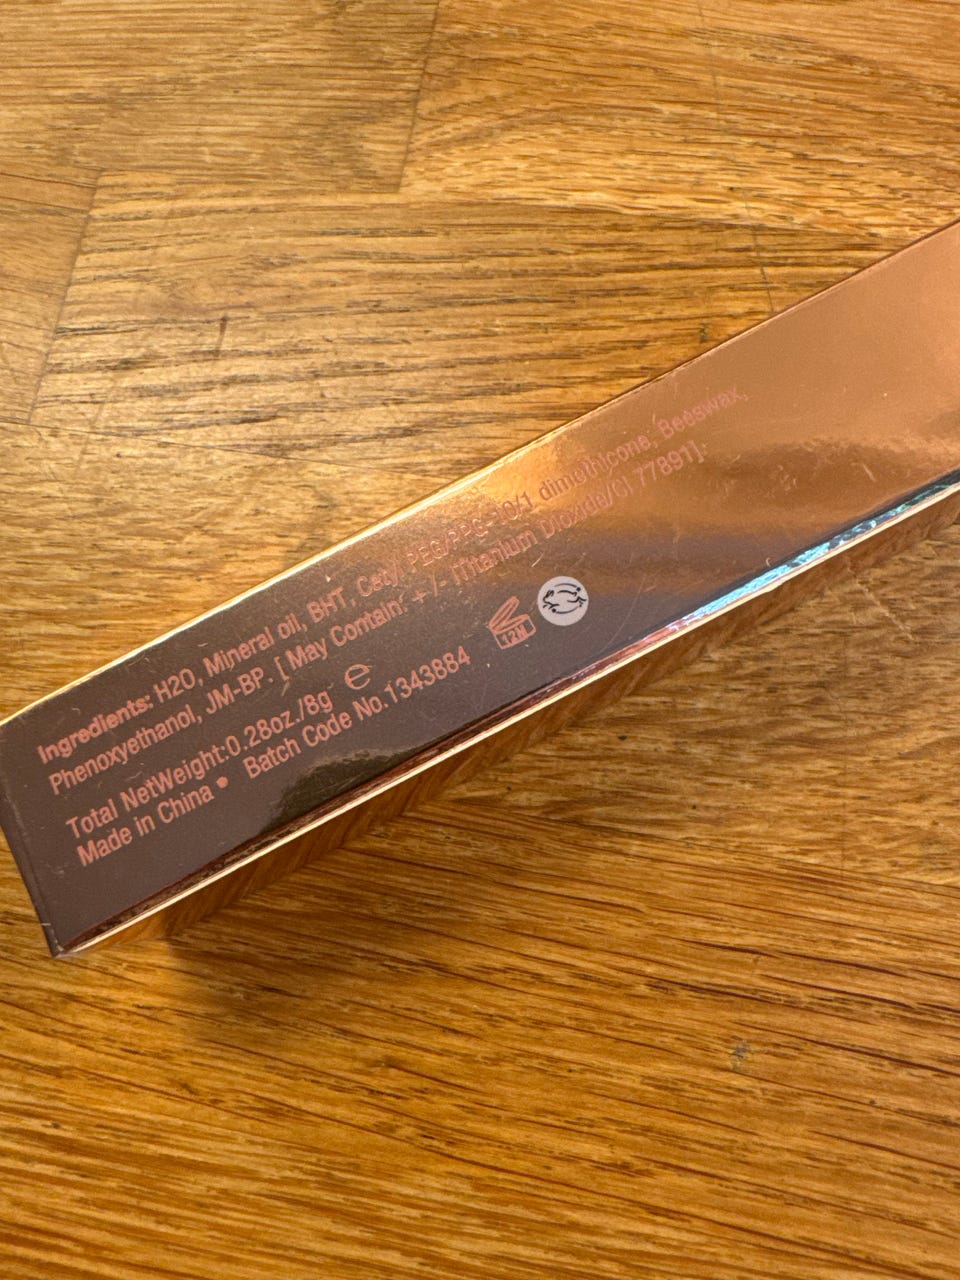 Ingredients: H2O, Mineral oil, BHT, Cetyl PEG/PPG-10/1 dimethicone, Beeswax,
Phenoxyethanol, JM-BP. [ May Contain: +/- Titanium Dioxide/CI 77891].
Total NetWeight:0.28oz./8g e
Made in China • Batch Code No.1343884
12M